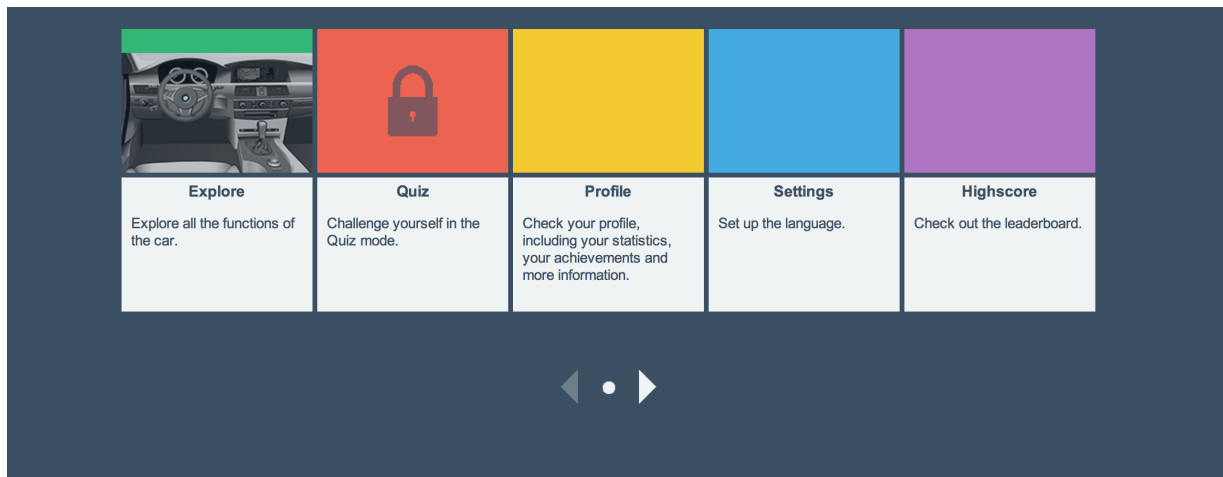 Explore
Explore all the functions of
the car.
Quiz
Challenge yourself in the
Quiz mode.
Profile
Check your profile,
including your statistics,
your achievements and
more information.
Settings
Set up the language.
Highscore
Check out the leaderboard.